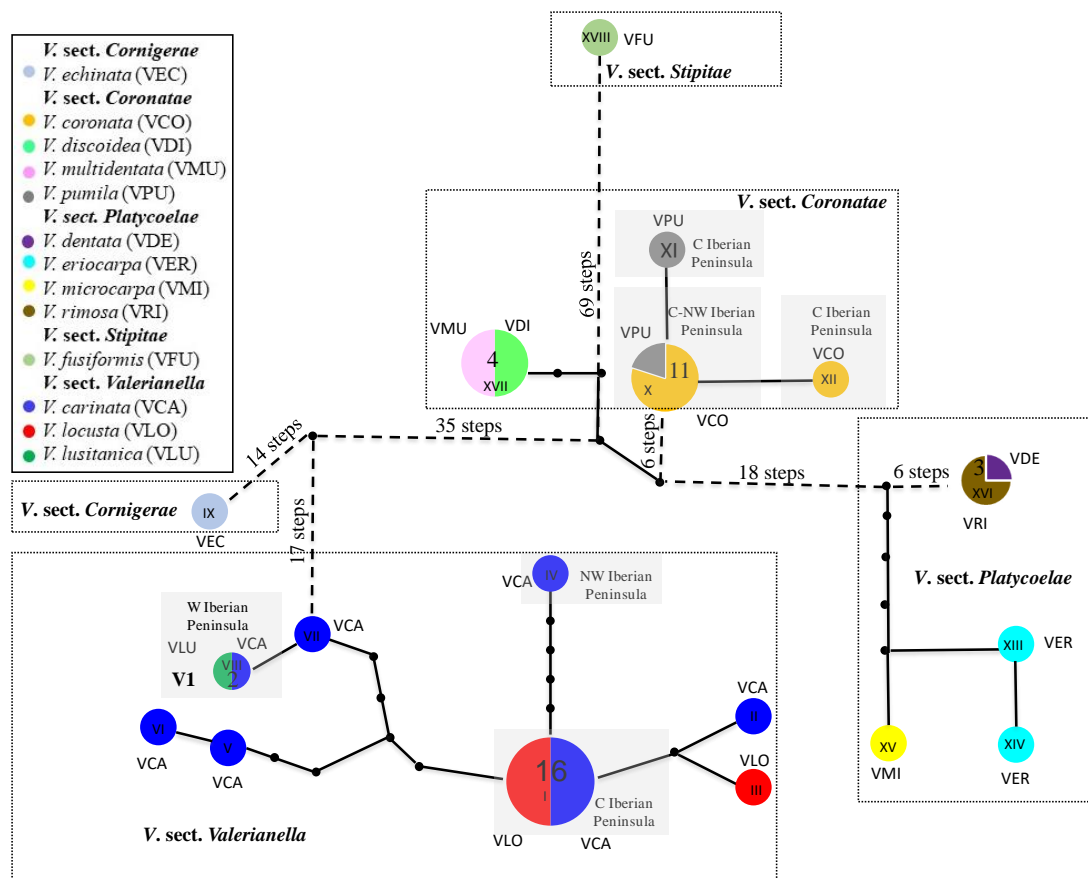 V. sect. Cornigerae
V. echinata (VEC)
V. sect. Coronatae
V. coronata (VCO)
V. discoidea (VDI)
V. multidentata (VMU)
V. pumila (VPU)
V. sect. Platycoelae
V. dentata (VDE)
V. eriocarpa (VER)
V. microcarpa (VMI)
V. rimosa (VRI)
V. sect. Stipitae
V. fusiformis (VFU)
V. sect. Valerianella
V. carinata (VCA)
V. locusta (VLO)
V. lusitanica (VLU)
XVIII
VFU
V. sect. Stipitae
69 steps
V. sect. Coronatae
VPU
XI
C Iberian
Peninsula
VMU
VDI
4
XVII
C-NW Iberian
Peninsula
VPU
11
X
VCO
C Iberian
Peninsula
VCO
XII
35 steps
14 steps
6 steps
18 steps
6 steps
17 steps
V. sect. Cornigerae
IX
VEC
3
XVI
VDE
VRI
V. sect. Platycoelae
XIII
VER
XV
VMI
XIV
VER
W Iberian
Peninsula
VLU
VCA
VIII
2
V1
VII
VCA
VI
VCA
V
VCA
VCA
IV
NW Iberian
Peninsula
16
I
VLO
VCA
C Iberian
Peninsula
VCA
II
VLO
III
V. sect. Valerianella